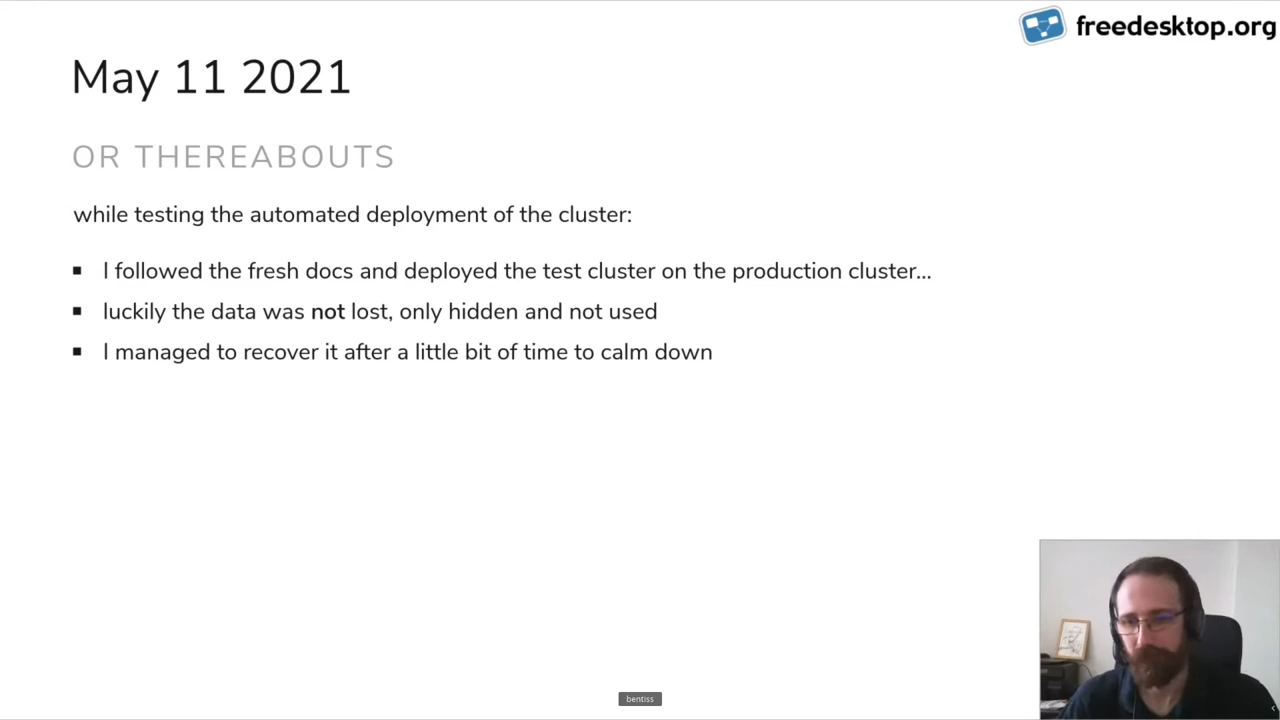 freedesktop.org
May 11 2021
OR THEREABOUTS
while testing the automated deployment of the cluster:
▪ I followed the fresh docs and deployed the test cluster on the production cluster...
▪ luckily the data was not lost, only hidden and not used
▪ I managed to recover it after a little bit of time to calm down
bentiss